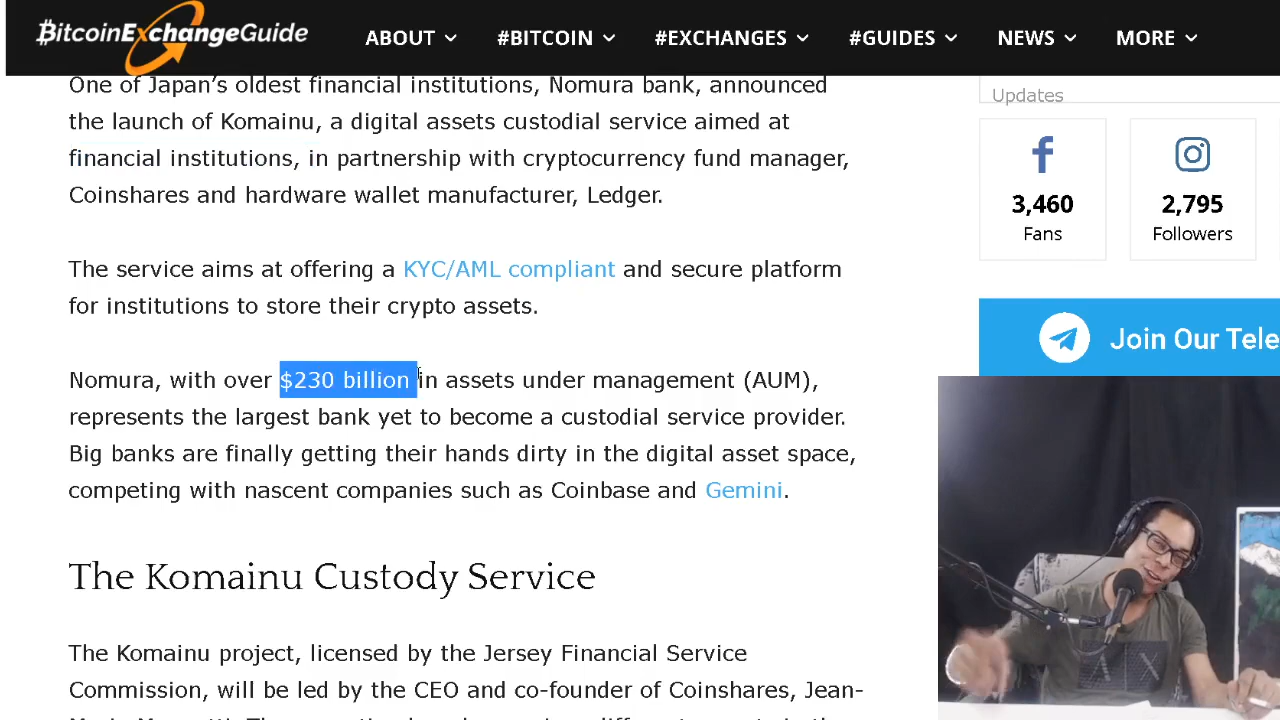 BitcoinExchangeGuide
ABOUT #BITCOIN #EXCHANGES #GUIDES NEWS MORE
One of Japan’s oldest financial institutions, Nomura bank, announced
the launch of Komainu, a digital assets custodial service aimed at
financial institutions, in partnership with cryptocurrency fund manager,
Coinshares and hardware wallet manufacturer, Ledger.
The service aims at offering a KYC/AML compliant and secure platform
for institutions to store their crypto assets.
Nomura, with over $230 billion in assets under management (AUM),
represents the largest bank yet to become a custodial service provider.
Big banks are finally getting their hands dirty in the digital asset space,
competing with nascent companies such as Coinbase and Gemini.
The Komainu Custody Service
The Komainu project, licensed by the Jersey Financial Service
Commission, will be led by the CEO and co-founder of Coinshares, Jean-
Updates
3,460
Fans
2,795
Followers
Join Our Tele